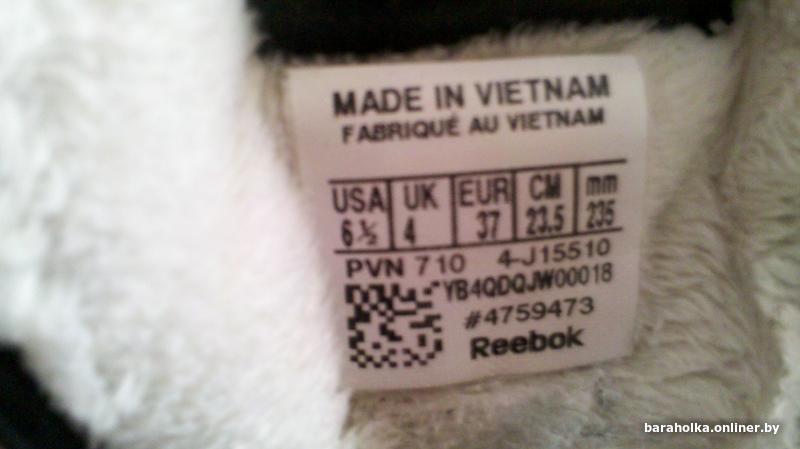 MADE IN VIETNAM
FABRIQUÉ AU VIETNAM
USA UK EUR CM mm
6½ 4 37 23.5 235
PVN 710 4-J15510
YB4QDQJW00018
#4759473
Reebok
baraholka.onliner.by